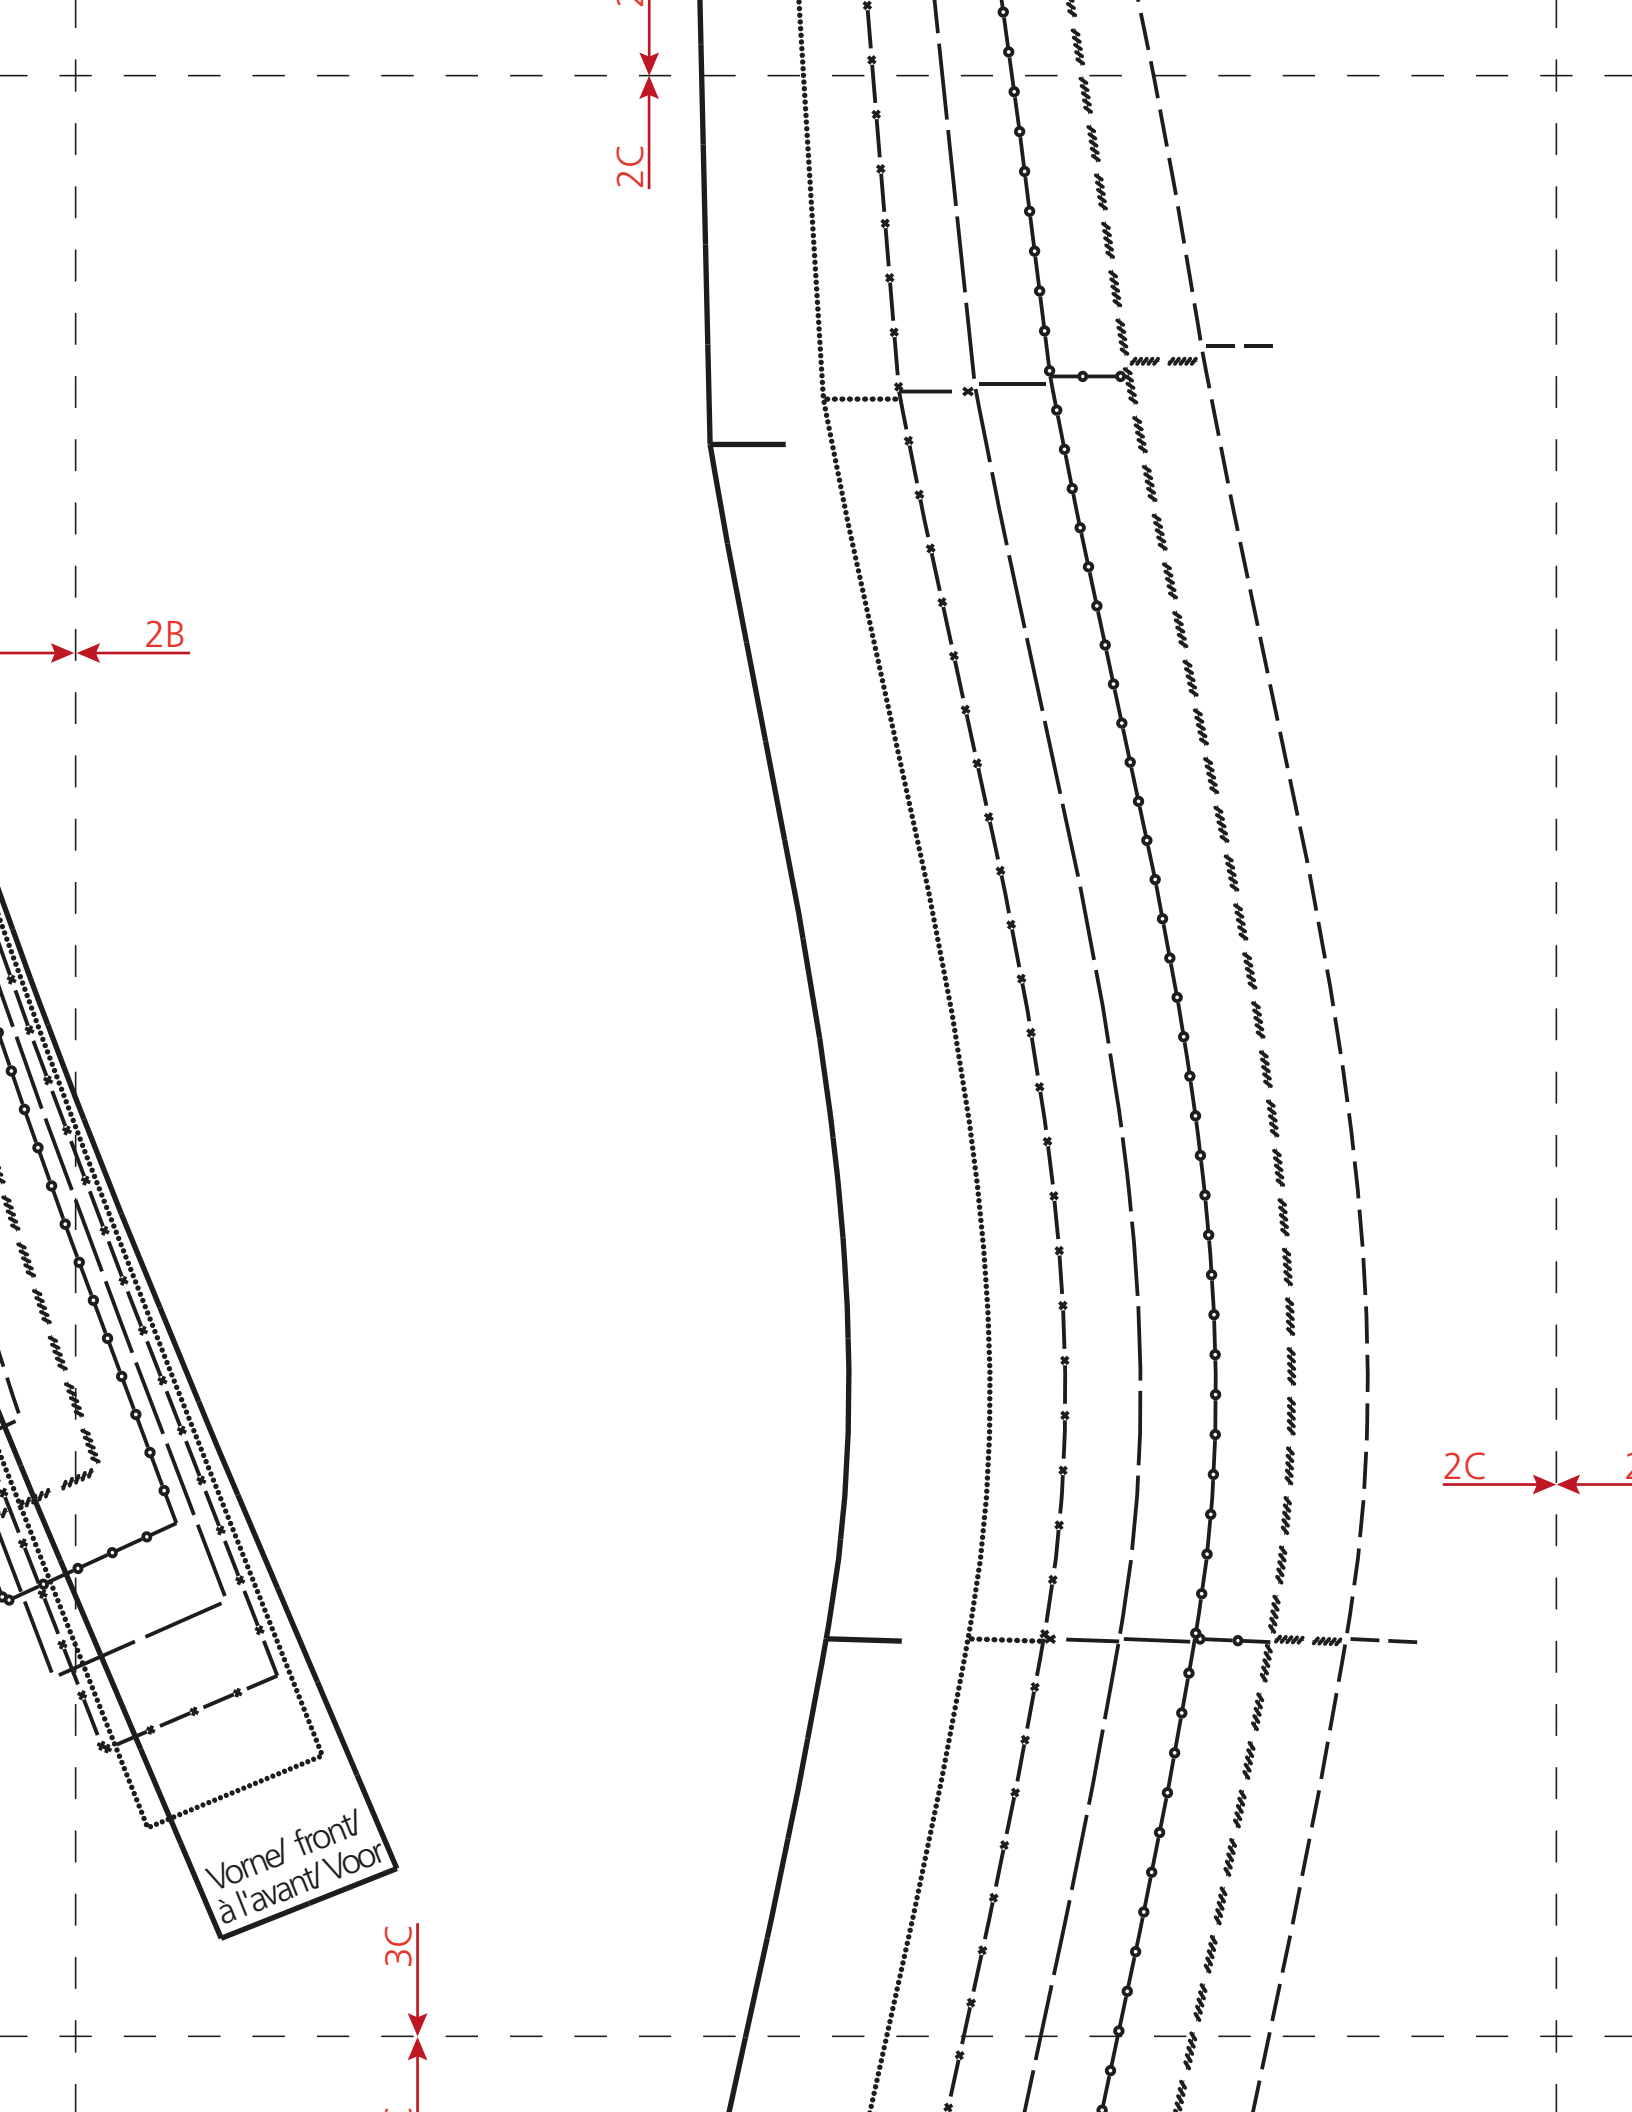 2C
2B
2C
Vorne/ front/
à l'avant/ Voor
3C